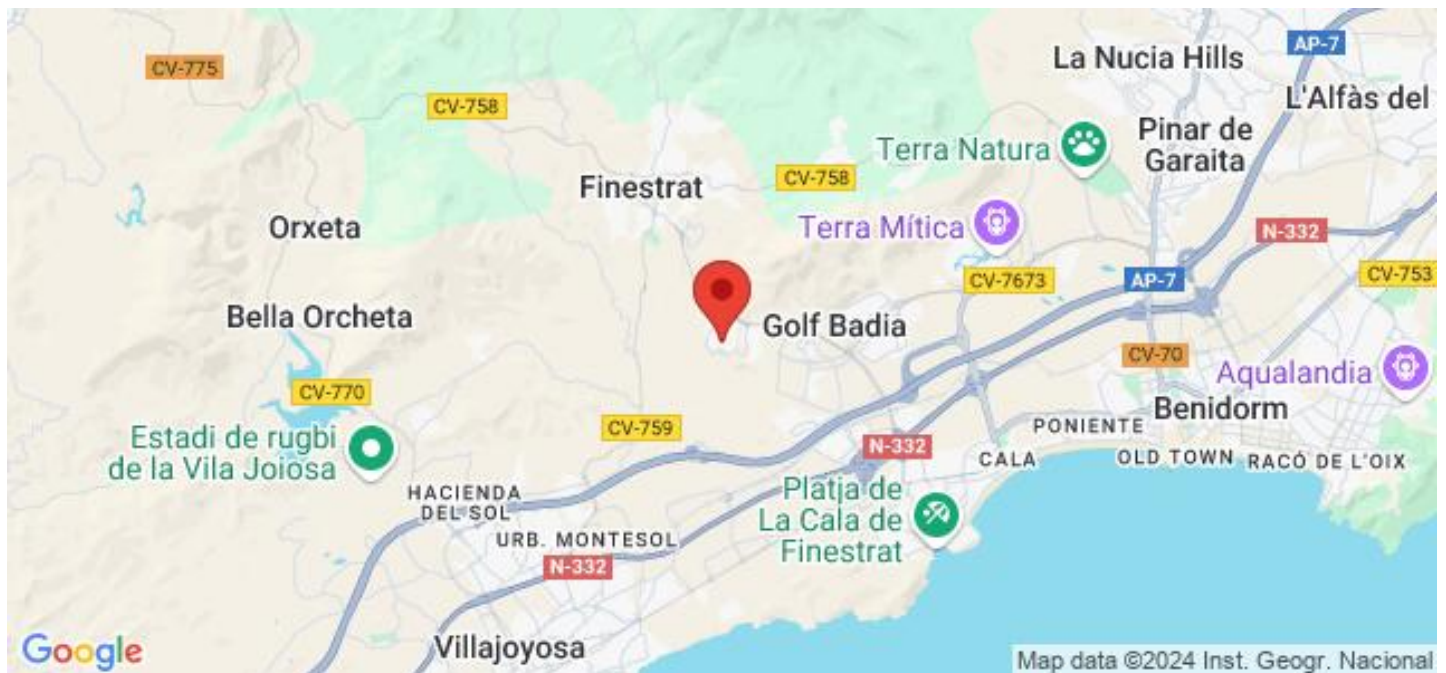 AP-7
La Nucia Hills
CV-775
L'Alfàs del
CV-758
Pinar de
Garaita
Terra Natura
CV-758
Finestrat
Orxeta
Terra Mítica
N-332
CV-7673
AP-7
CV-753
Bella Orcheta
Golf Badia
CV-70
Aqualandia
CV-770
Benidorm
CV-759
PONIENTE
Estadi de rugbi
de la Vila Joiosa
N-332
CALA
OLD TOWN
RACÓ DE L'OIX
HACIENDA
DEL SOL
Platja de
La Cala de
Finestrat
URB. MONTESOL
N-332
Villajoyosa
Google
Map data ©2024 Inst. Geogr. Nacional